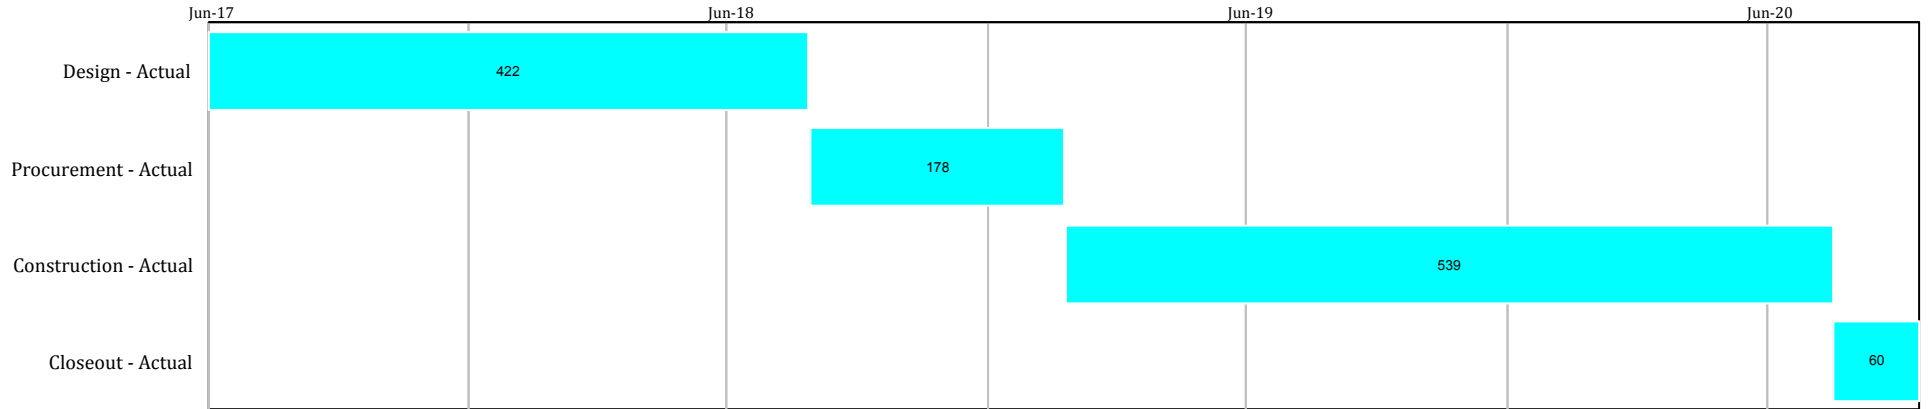 Jun-17 Jun-18 Jun-19 Jun-20
Design - Actual 422
Procurement - Actual 178
Construction - Actual 539
Closeout - Actual 60